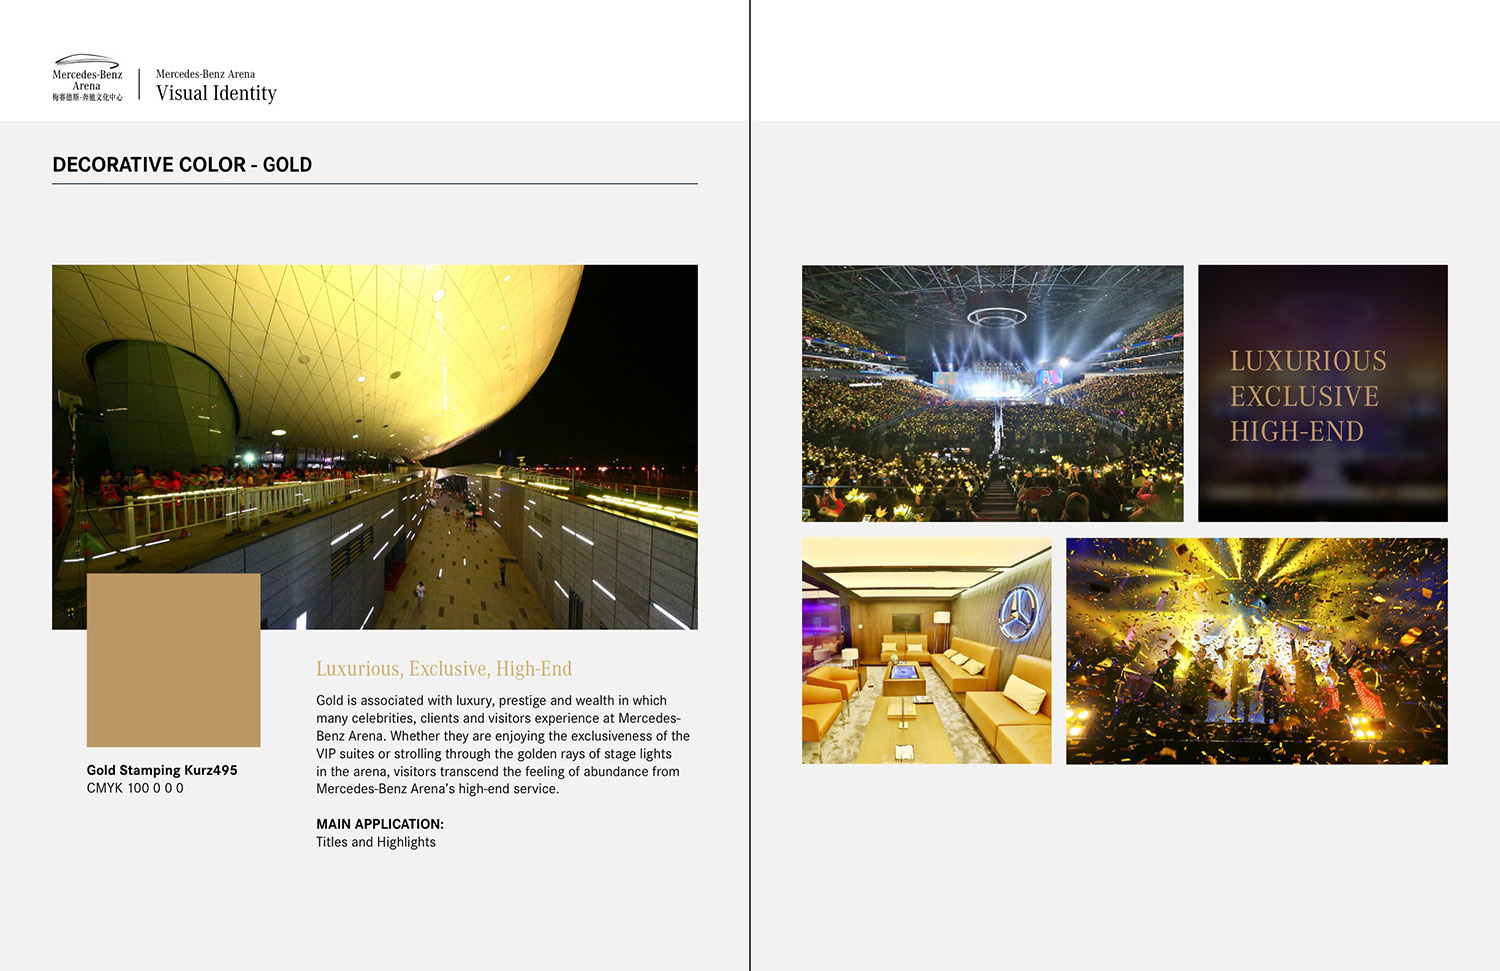 Mercedes-Benz
Arena
梅赛德斯-奔驰文化中心
Mercedes-Benz Arena
Visual Identity
DECORATIVE COLOR - GOLD
Gold Stamping Kurz495
CMYK 100 0 0 0
Luxurious, Exclusive, High-End
Gold is associated with luxury, prestige and wealth in which
many celebrities, clients and visitors experience at Mercedes-
Benz Arena. Whether they are enjoying the exclusiveness of the
VIP suites or strolling through the golden rays of stage lights
in the arena, visitors transcend the feeling of abundance from
Mercedes-Benz Arena's high-end service.
MAIN APPLICATION:
Titles and Highlights
LUXURIOUS
EXCLUSIVE
HIGH-END